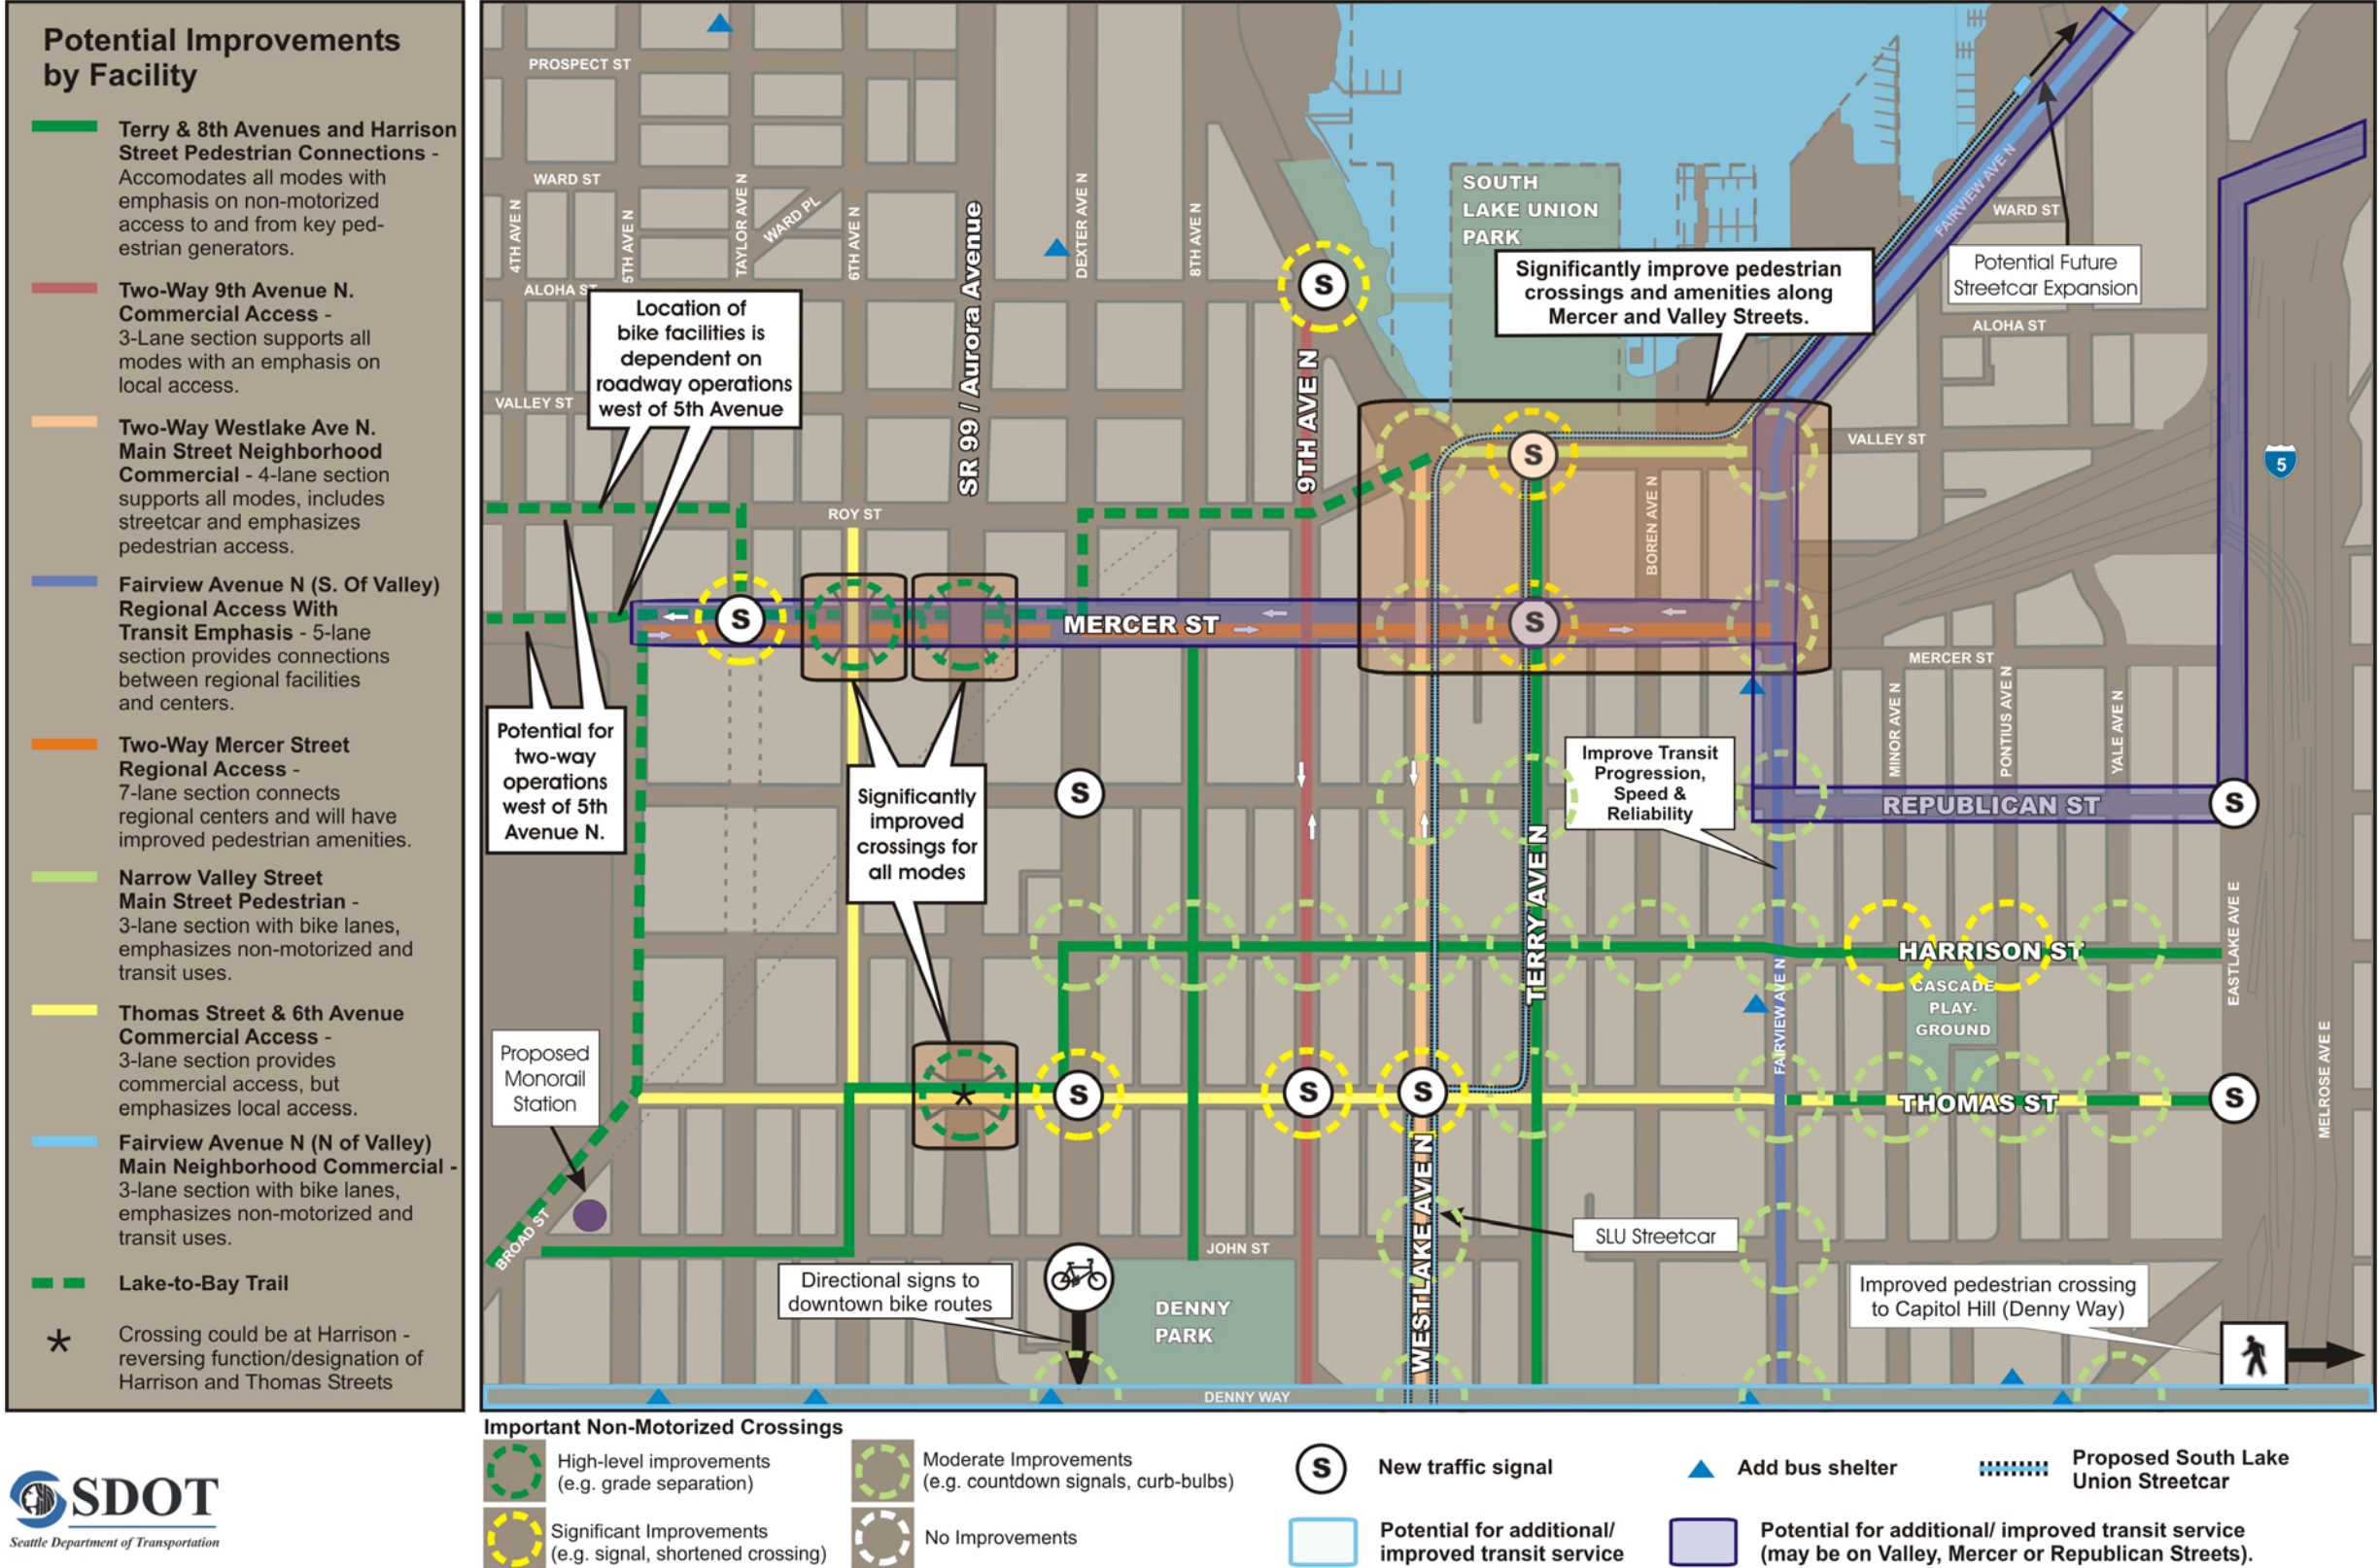 Potential Improvements
by Facility
Terry & 8th Avenues and Harrison
Street Pedestrian Connections -
Accomodates all modes with
emphasis on non-motorized
access to and from key ped-
estrian generators.
Two-Way 9th Avenue N.
Commercial Access -
3-Lane section supports all
modes with an emphasis on
local access.
Two-Way Westlake Ave N.
Main Street Neighborhood
Commercial - 4-lane section
supports all modes, includes
streetcar and emphasizes
pedestrian access.
Fairview Avenue N (S. Of Valley)
Regional Access With
Transit Emphasis - 5-lane
section provides connections
between regional facilities
and centers.
Two-Way Mercer Street
Regional Access -
7-lane section connects
regional centers and will have
improved pedestrian amenities.
Narrow Valley Street
Main Street Pedestrian -
3-lane section with bike lanes,
emphasizes non-motorized and
transit uses.
Thomas Street & 6th Avenue
Commercial Access -
3-lane section provides
commercial access, but
emphasizes local access.
Fairview Avenue N (N of Valley)
Main Neighborhood Commercial -
3-lane section with bike lanes,
emphasizes non-motorized and
transit uses.
Lake-to-Bay Trail
* Crossing could be at Harrison -
reversing function/designation of
Harrison and Thomas Streets
PROSPECT ST
WARD ST
4TH AVE N
5TH AVE N
TAYLOR AVE N
WARD PL
6TH AVE N
SR 99 / Aurora Avenue
DEXTER AVE N
8TH AVE N
ALOHA ST
VALLEY ST
Location of
bike facilities is
dependent on
roadway operations
west of 5th Avenue
S
9TH AVE N
SOUTH
LAKE UNION
PARK
Significantly improve pedestrian
crossings and amenities along
Mercer and Valley Streets.
FAIRVIEW AVE N
WARD ST
Potential Future
Streetcar Expansion
ALOHA ST
VALLEY ST
5
ROY ST
S
BOREN AVE N
S
MERCER ST
S
MERCER ST
Potential for
two-way
operations
west of 5th
Avenue N.
Significantly
improved
crossings for
all modes
S
Improve Transit
Progression,
Speed &
Reliability
MINOR AVE N
PONTIUS AVE N
YALE AVE N
REPUBLICAN ST
S
TERRY AVE N
HARRISON ST
EASTLAKE AVE E
CASCADE
PLAY-
GROUND
FAIRVIEW AVE N
MELROSE AVE E
Proposed
Monorail
Station
*
S
S
S
THOMAS ST
S
BROAD ST
WESTLAKE AVE N
SLU Streetcar
JOHN ST
Directional signs to
downtown bike routes
DENNY
PARK
Improved pedestrian crossing
to Capitol Hill (Denny Way)
DENNY WAY
SDOT
Seattle Department of Transportation
Important Non-Motorized Crossings
High-level improvements
(e.g. grade separation)
Significant Improvements
(e.g. signal, shortened crossing)
Moderate Improvements
(e.g. countdown signals, curb-bulbs)
No Improvements
S
New traffic signal
Add bus shelter
Proposed South Lake
Union Streetcar
Potential for additional/
improved transit service
Potential for additional/ improved transit service
(may be on Valley, Mercer or Republican Streets).